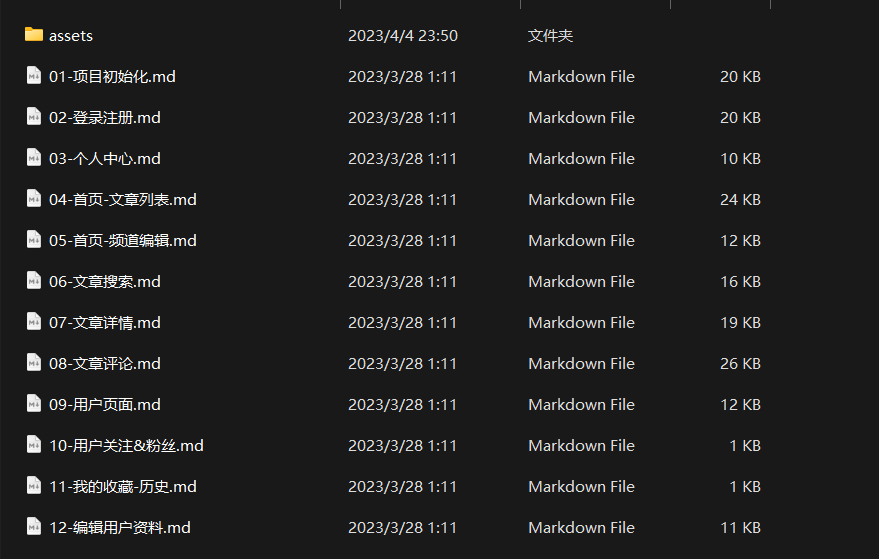 assets 2023/4/4 23:50 文件夹
01-项目初始化.md 2023/3/28 1:11 Markdown File 20 KB
02-登录注册.md 2023/3/28 1:11 Markdown File 20 KB
03-个人中心.md 2023/3/28 1:11 Markdown File 10 KB
04-首页-文章列表.md 2023/3/28 1:11 Markdown File 24 KB
05-首页-频道编辑.md 2023/3/28 1:11 Markdown File 12 KB
06-文章搜索.md 2023/3/28 1:11 Markdown File 16 KB
07-文章详情.md 2023/3/28 1:11 Markdown File 19 KB
08-文章评论.md 2023/3/28 1:11 Markdown File 26 KB
09-用户页面.md 2023/3/28 1:11 Markdown File 12 KB
10-用户关注&粉丝.md 2023/3/28 1:11 Markdown File 1 KB
11-我的收藏-历史.md 2023/3/28 1:11 Markdown File 1 KB
12-编辑用户资料.md 2023/3/28 1:11 Markdown File 11 KB